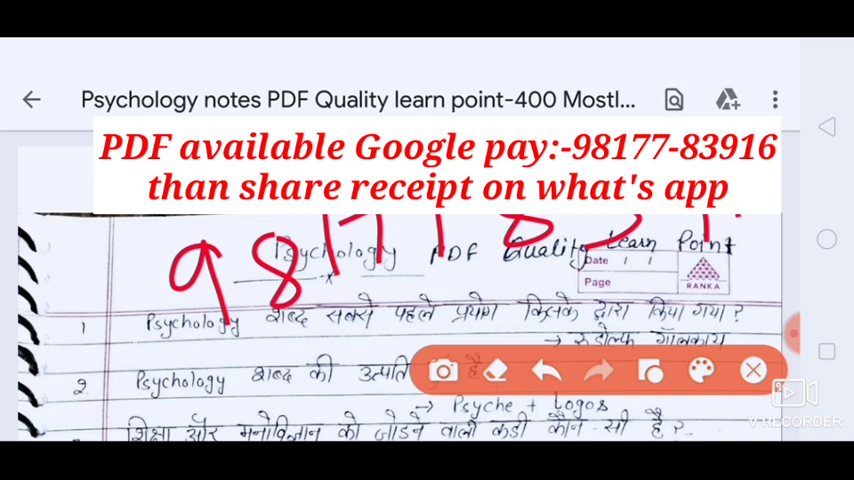 Psychology notes PDF Quality learn point-400 Mostl...
PDF available Google pay:-98177-83916
than share receipt on what's app
Psychology PDF Quality Learn Point
Date
Page
RANKA
1 Psychology शब्द सबसे पहले प्रयोग किसके द्वारा किया गया?
→ रुडोल्फ गॉलकाय
2. Psychology शब्द की उत्पति
→ Psyche + Logos
शिक्षा और मनोविज्ञान को जोडने वाली कडी कौन-सी है?
V RECORDER